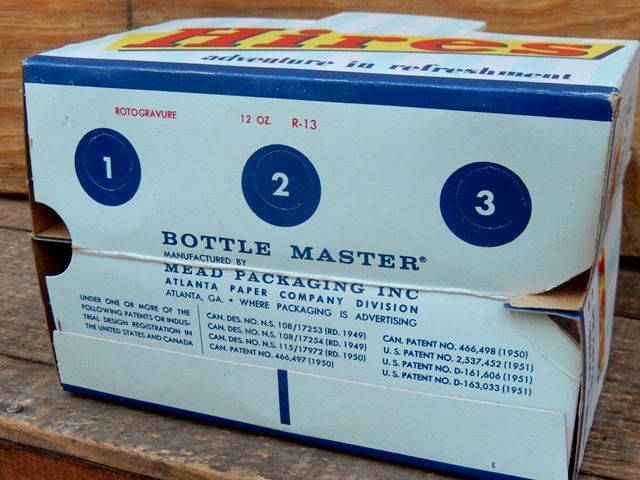 Hires
adventure in refreshment
ROTOGRAVURE 12 OZ. R-13
1 2 3
BOTTLE MASTER®
MANUFACTURED BY
MEAD PACKAGING INC
ATLANTA PAPER COMPANY DIVISION
ATLANTA, GA. • WHERE PACKAGING IS ADVERTISING
UNDER ONE OR MORE OF THE
FOLLOWING PATENTS OR INDUS-
TRIAL DESIGN REGISTRATION IN
THE UNITED STATES AND CANADA
CAN. DES. NO. N.S. 108/17253 (RD. 1949)
CAN. DES. NO. N.S. 108/17254 (RD. 1949)
CAN. DES. NO. N.S. 115/17972 (RD. 1950)
CAN. PATENT NO. 466,497 (1950)
CAN. PATENT NO. 466,498 (1950)
U. S. PATENT NO. 2,537,452 (1951)
U. S. PATENT NO. D-161,606 (1951)
U. S. PATENT NO. D-163,033 (1951)
E